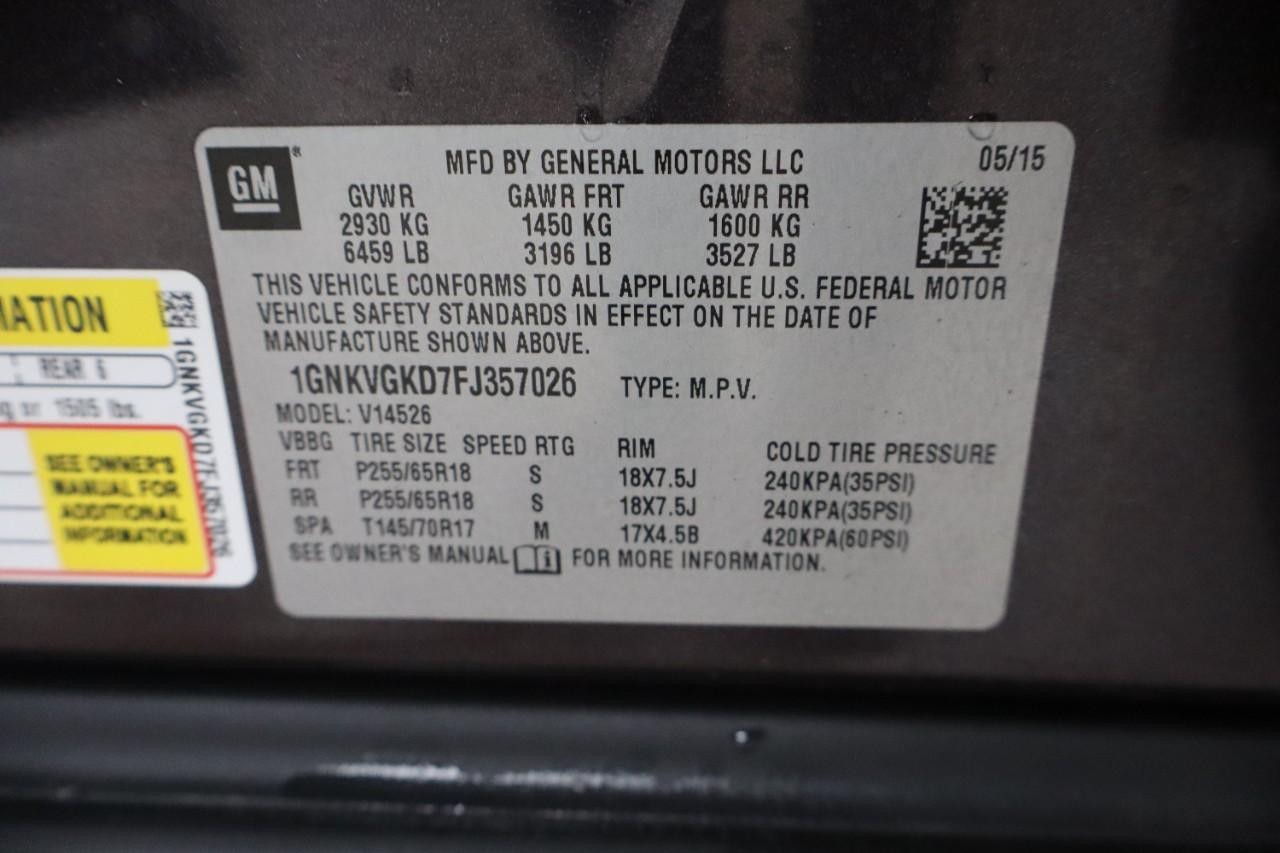 GM®
MFD BY GENERAL MOTORS LLC 05/15
GVWR GAWR FRT GAWR RR
2930 KG 1450 KG 1600 KG
6459 LB 3196 LB 3527 LB
THIS VEHICLE CONFORMS TO ALL APPLICABLE U.S. FEDERAL MOTOR
VEHICLE SAFETY STANDARDS IN EFFECT ON THE DATE OF
MANUFACTURE SHOWN ABOVE.
1GNKVGKD7FJ357026 TYPE: M.P.V.
MODEL: V14526
VBBG TIRE SIZE SPEED RTG RIM COLD TIRE PRESSURE
FRT P255/65R18 S 18X7.5J 240KPA(35PSI)
RR P255/65R18 S 18X7.5J 240KPA(35PSI)
SPA T145/70R17 M 17X4.5B 420KPA(60PSI)
SEE OWNER'S MANUAL i FOR MORE INFORMATION.
MATION
REAR 6
g or 1505 lbs.
SEE OWNER'S
MANUAL FOR
ADDITIONAL
INFORMATION
1GNKVGKD7FJ357026